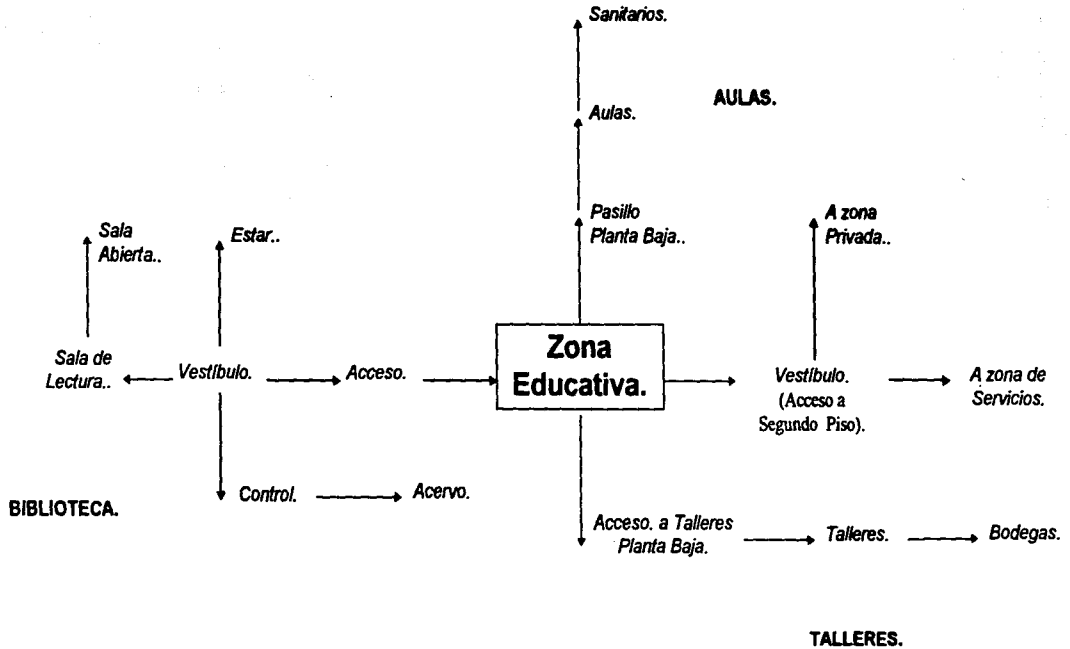 Sanitarios.
AULAS.
Aulas.
Pasillo
Planta Baja..
A zona
Privada..
Sala
Abierta..
Estar..
Zona
Educativa.
Sala de
Lectura..
Vestíbulo.
Acceso.
Vestíbulo.
(Acceso a
Segundo Piso).
A zona de
Servicios.
Control.
Acervo.
BIBLIOTECA.
Acceso. a Talleres
Planta Baja.
Talleres.
Bodegas.
TALLERES.